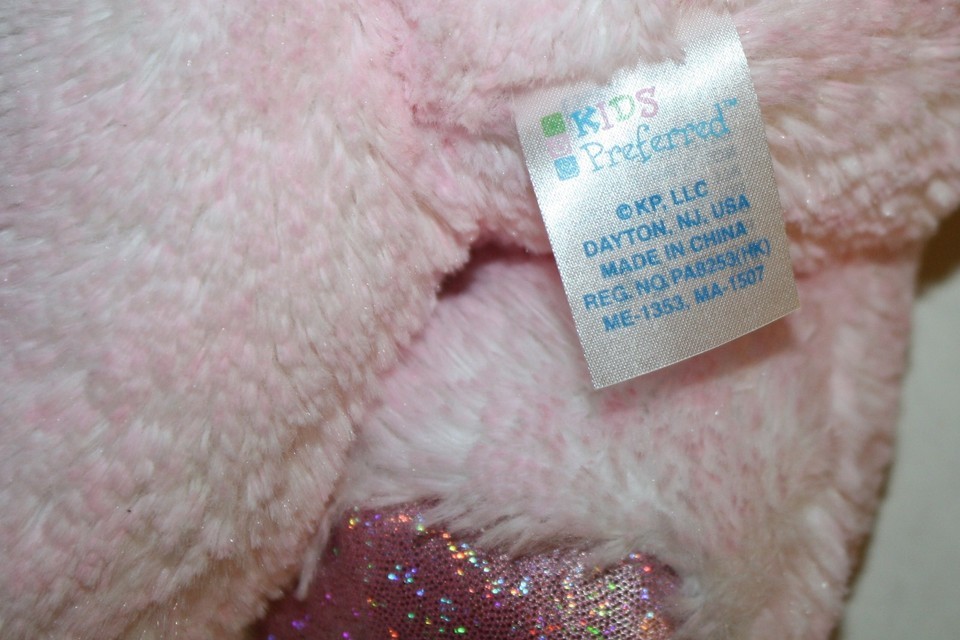 KIDS
Preferred™
©KP, LLC
DAYTON, NJ, USA
MADE IN CHINA
REG. NO.PA8253(HK)
ME-1353, MA-1507